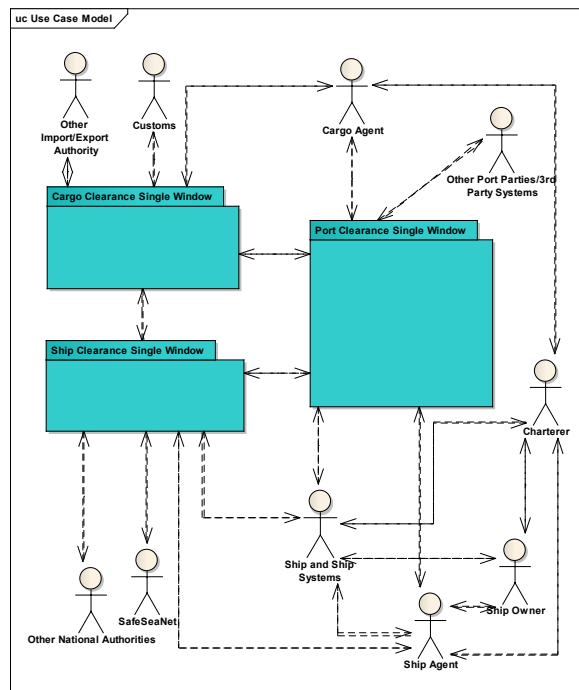 uc Use Case Model
Other
Import/Export
Authority
Customs
Cargo Agent
Other Port Parties/3rd
Party Systems
Cargo Clearance Single Window
Port Clearance Single Window
Ship Clearance Single Window
Charterer
Ship and Ship
Systems
Ship Owner
SafeSeaNet
Other National Authorities
Ship Agent